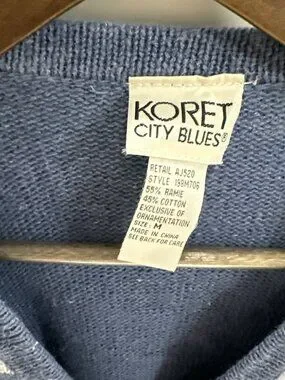 KORET
CITY BLUES®
RETAIL AJ520
STYLE 199M706
55% RAMIE
45% COTTON
EXCLUSIVE OF
ORNAMENTATION
SIZE: M
MADE IN CHINA
SEE BACK FOR CARE